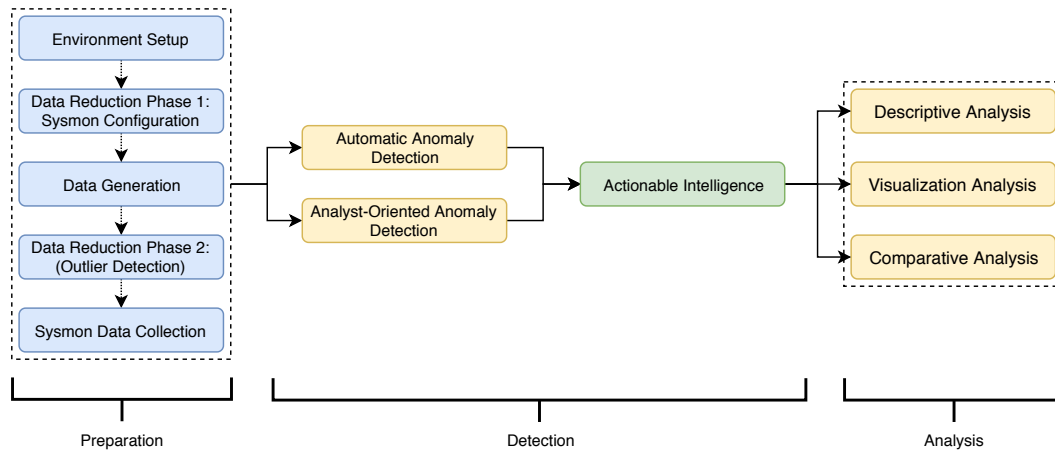 Environment Setup
Data Reduction Phase 1:
Sysmon Configuration
Data Generation
Data Reduction Phase 2:
(Outlier Detection)
Sysmon Data Collection
Automatic Anomaly
Detection
Analyst-Oriented Anomaly
Detection
Actionable Intelligence
Descriptive Analysis
Visualization Analysis
Comparative Analysis
Preparation
Detection
Analysis